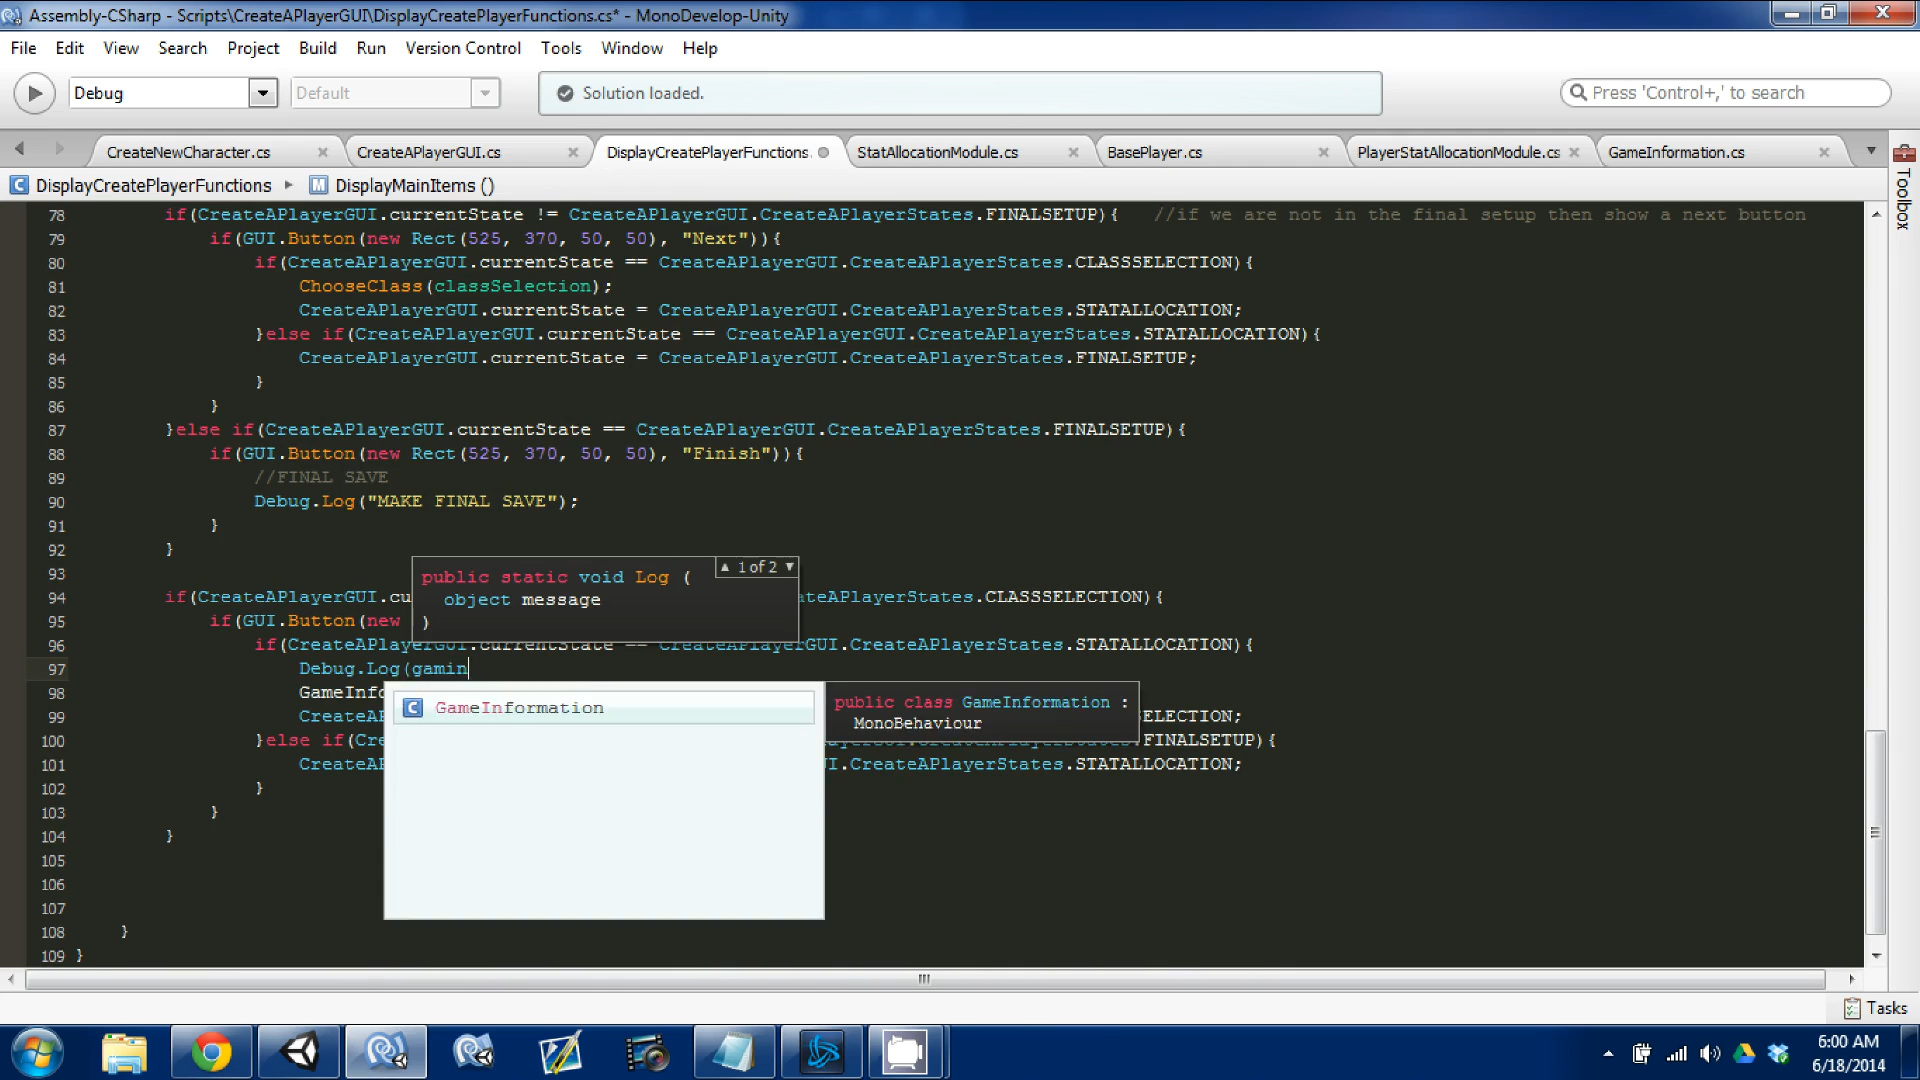 Assembly-CSharp - Scripts\CreateAPlayerGUI\DisplayCreatePlayerFunctions.cs* - MonoDevelop-Unity
File Edit View Search Project Build Run Version Control Tools Window Help
Debug Default Solution loaded. Press 'Control+,' to search
CreateNewCharacter.cs CreateAPlayerGUI.cs DisplayCreatePlayerFunctions. StatAllocationModule.cs BasePlayer.cs PlayerStatAllocationModule.cs GameInformation.cs
Toolbox
C DisplayCreatePlayerFunctions M DisplayMainItems ()
78 if(CreateAPlayerGUI.currentState != CreateAPlayerGUI.CreateAPlayerStates.FINALSETUP){ //if we are not in the final setup then show a next button
79 if(GUI.Button(new Rect(525, 370, 50, 50), "Next")){
80 if(CreateAPlayerGUI.currentState == CreateAPlayerGUI.CreateAPlayerStates.CLASSSELECTION){
81 ChooseClass(classSelection);
82 CreateAPlayerGUI.currentState = CreateAPlayerGUI.CreateAPlayerStates.STATALLOCATION;
83 }else if(CreateAPlayerGUI.currentState == CreateAPlayerGUI.CreateAPlayerStates.STATALLOCATION){
84 CreateAPlayerGUI.currentState = CreateAPlayerGUI.CreateAPlayerStates.FINALSETUP;
85 }
86 }
87 }else if(CreateAPlayerGUI.currentState == CreateAPlayerGUI.CreateAPlayerStates.FINALSETUP){
88 if(GUI.Button(new Rect(525, 370, 50, 50), "Finish")){
89 //FINAL SAVE
90 Debug.Log("MAKE FINAL SAVE");
91 }
92 }
93
94 if(CreateAPlayerGUI.cu ateAPlayerStates.CLASSSELECTION){
95 if(GUI.Button(new
96 if(CreateAPlayerGUI.currentState == CreateAPlayerGUI.CreateAPlayerStates.STATALLOCATION){
97 Debug.Log(gamin
98 GameInfo
99 CreateA ELECTION;
100 }else if(Cre FINALSETUP){
101 CreateA I.CreateAPlayerStates.STATALLOCATION;
102 }
103 }
104 }
105
106
107
108 }
109 }
public static void Log (
object message
)
1 of 2
C GameInformation
public class GameInformation :
MonoBehaviour
Tasks
6:00 AM
6/18/2014